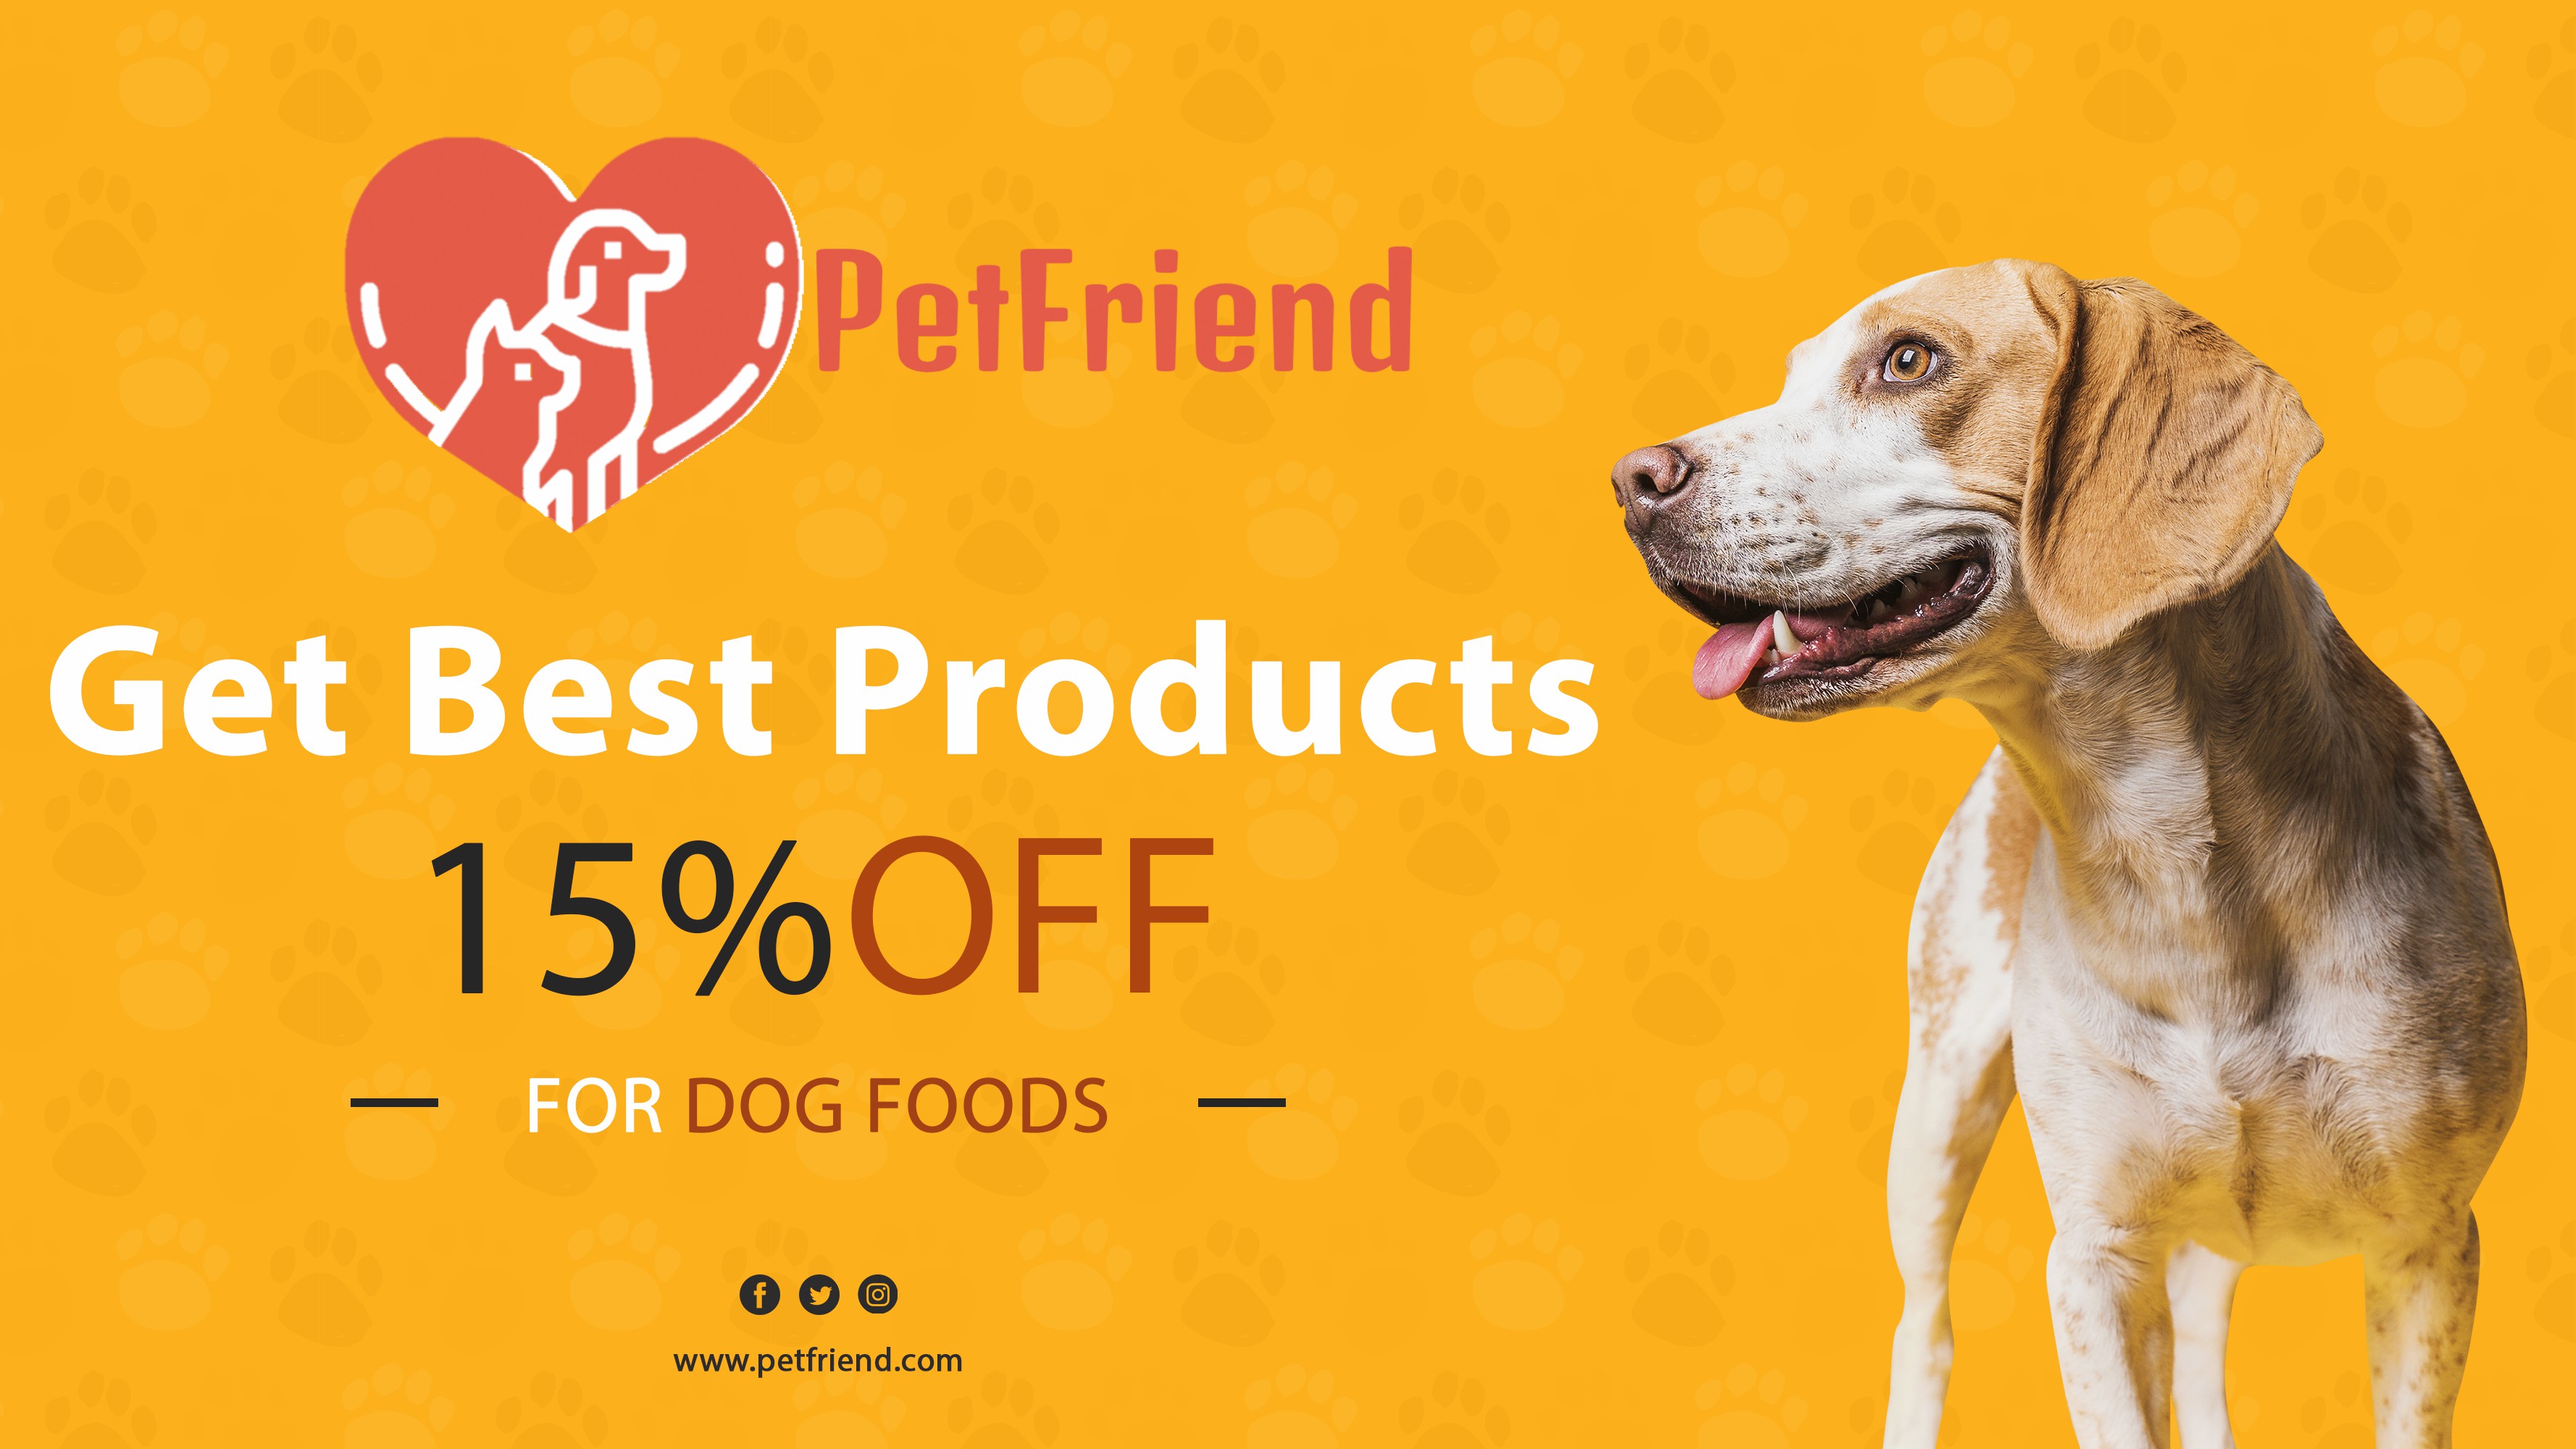 PetFriend
Get Best Products
15%OFF
FOR DOG FOODS
www.petfriend.com